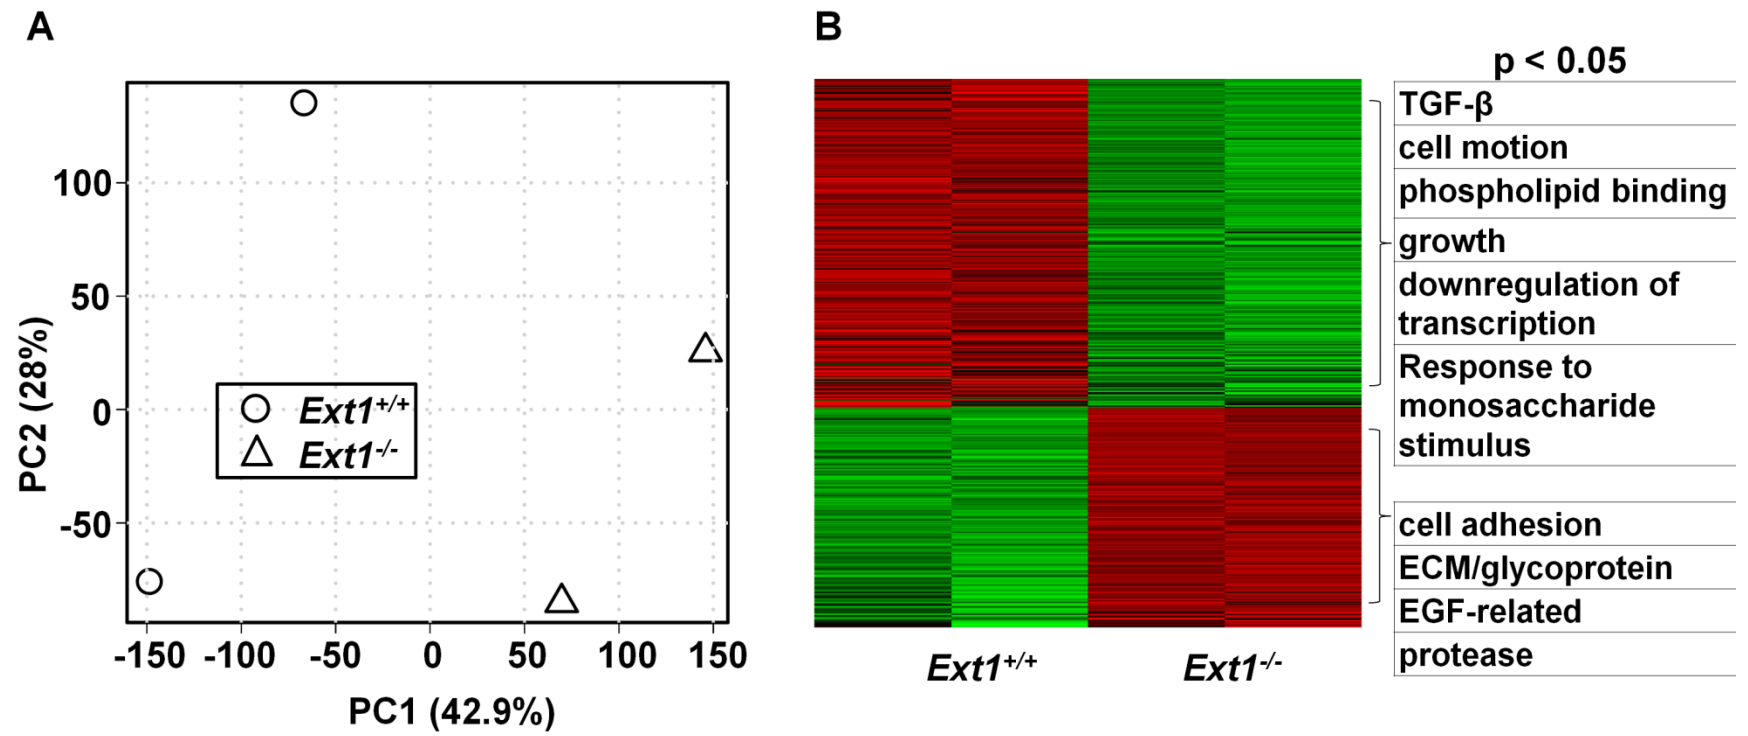 A
B
p < 0.05
100
50
0
-50
PC2 (28%)
Ext1+/+
Ext1-/-
-150 -100 -50 0 50 100 150
PC1 (42.9%)
Ext1+/+ Ext1-/-
TGF-β
cell motion
phospholipid binding
growth
downregulation of
transcription
Response to
monosaccharide
stimulus
cell adhesion
ECM/glycoprotein
EGF-related
protease